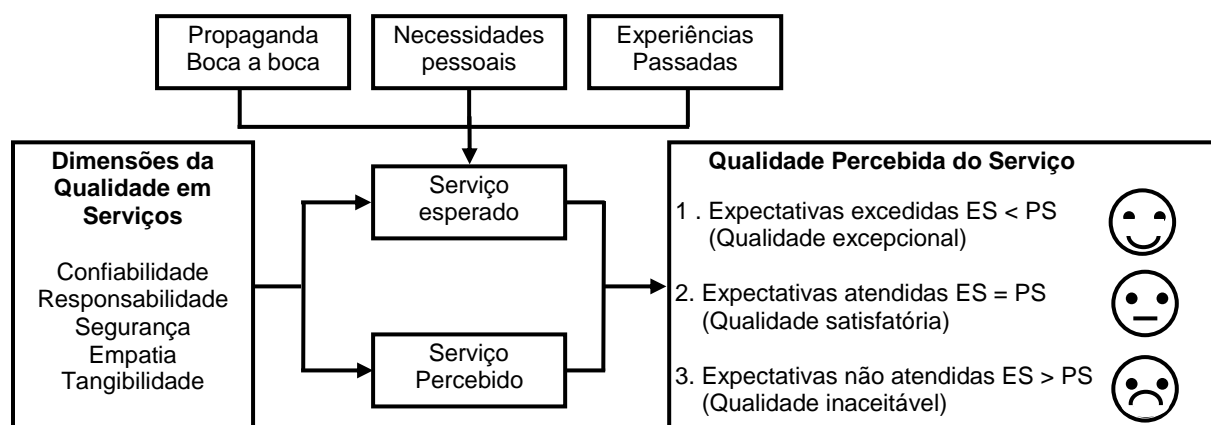 Propaganda
Boca a boca
Necessidades
pessoais
Experiências
Passadas
Dimensões da
Qualidade em
Serviços
Confiabilidade
Responsabilidade
Segurança
Empatia
Tangibilidade
Serviço
esperado
Serviço
Percebido
Qualidade Percebida do Serviço
1 . Expectativas excedidas ES < PS
(Qualidade excepcional)
2. Expectativas atendidas ES = PS
(Qualidade satisfatória)
3. Expectativas não atendidas ES > PS
(Qualidade inaceitável)